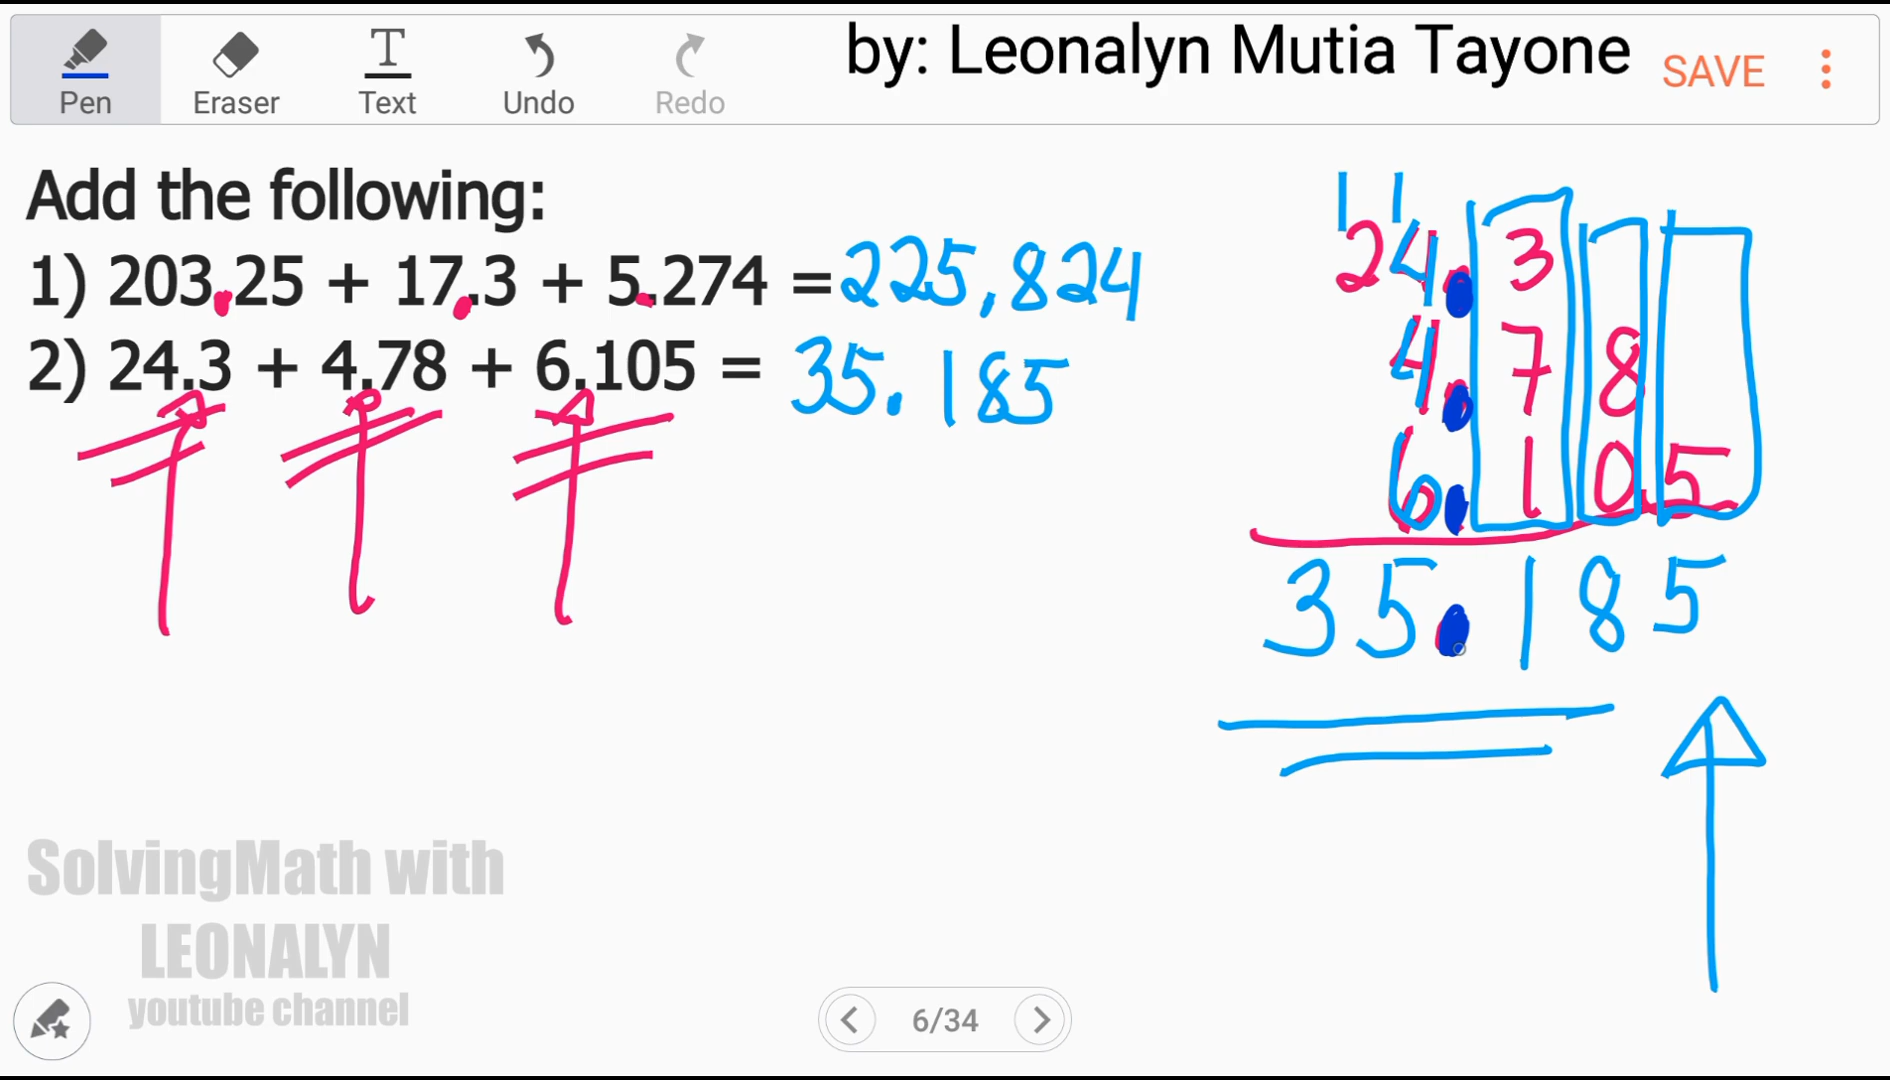 by: Leonalyn Mutia Tayone
SAVE
Pen
Eraser
Text
Undo
Redo
Add the following:
1) 203.25 + 17.3 + 5.274 = 225,824
2) 24.3 + 4.78 + 6.105 = 35.185
1 1
24.3
4.78
6.105
35.185
SolvingMath with
LEONALYN
youtube channel
6/34